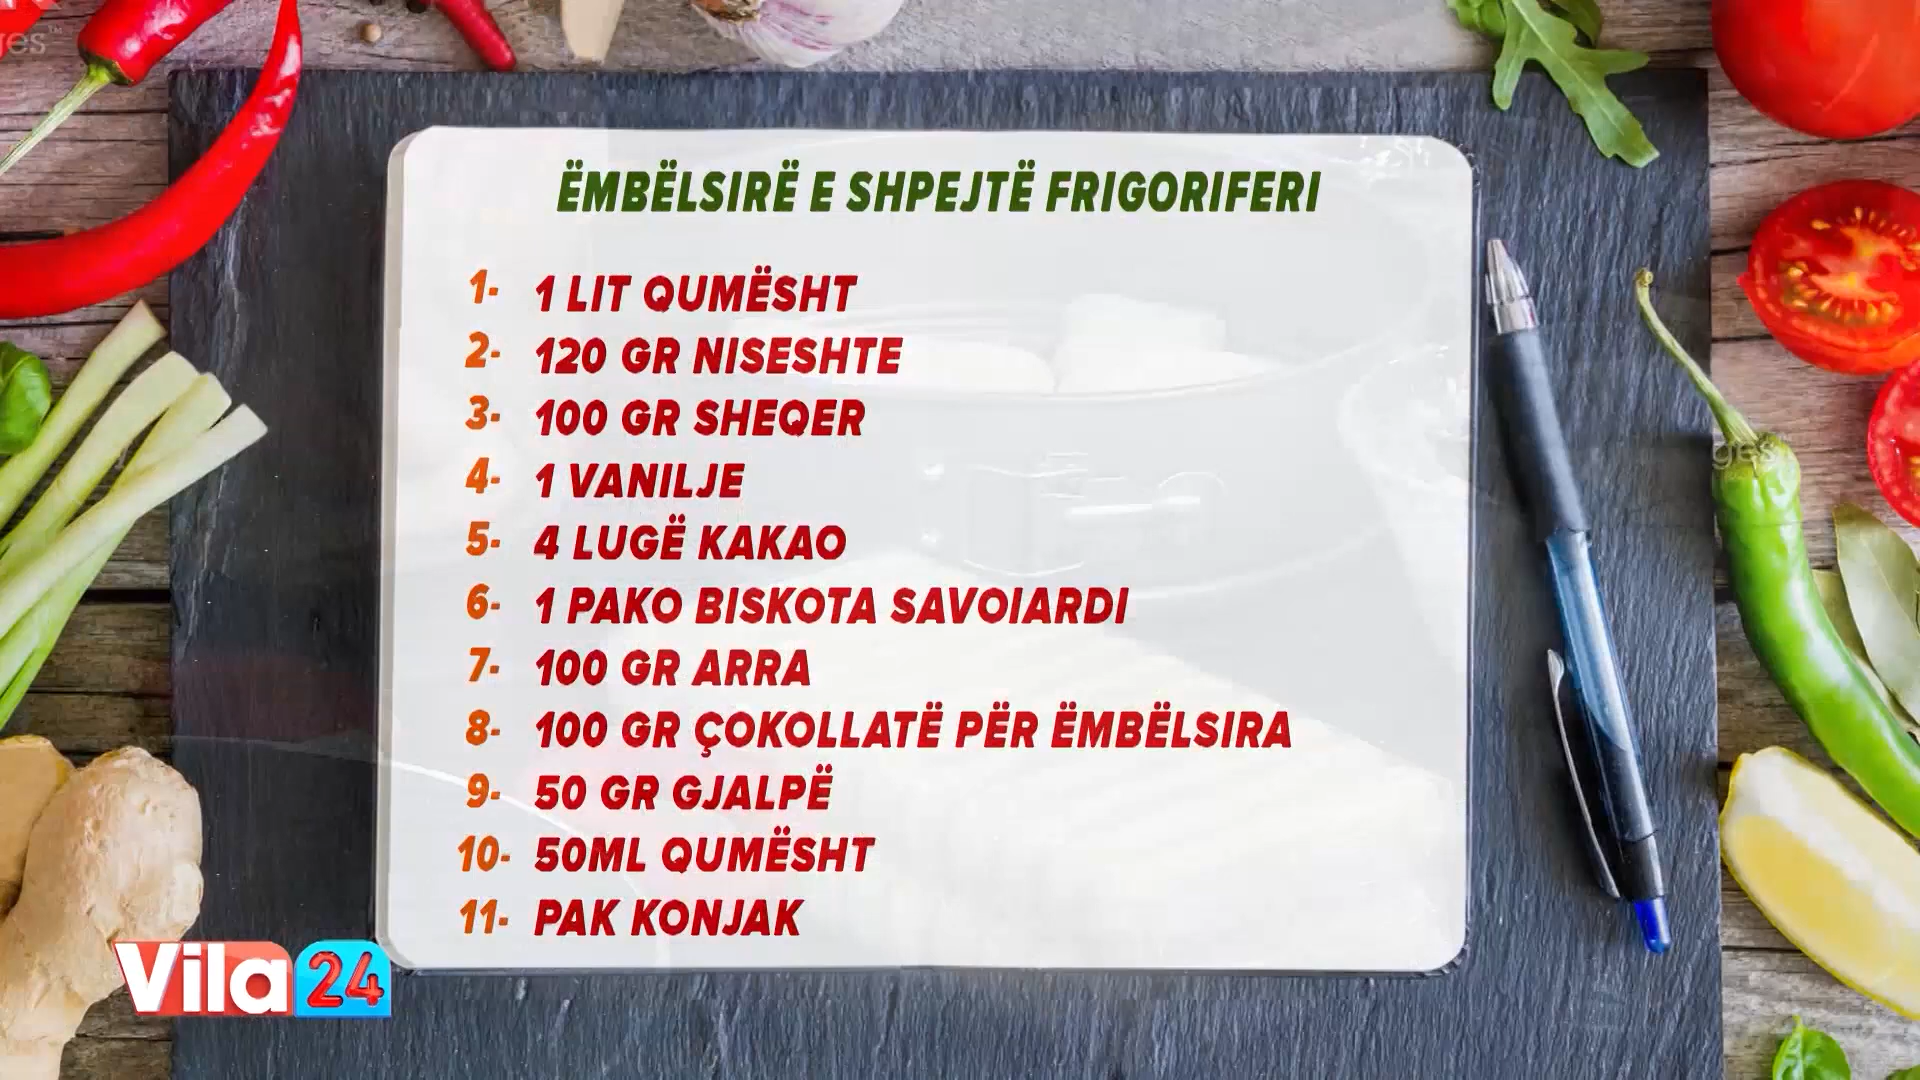 ËMBËLSIRË E SHPEJTË FRIGORIFERI
1- 1 LIT QUMËSHT
2- 120 GR NISESHTE
3- 100 GR SHEQER
4- 1 VANILJE
5- 4 LUGË KAKAO
6- 1 PAKO BISKOTA SAVOIARDI
7- 100 GR ARRA
8- 100 GR ÇOKOLLATË PËR ËMBËLSIRA
9- 50 GR GJALPË
10- 50ML QUMËSHT
11- PAK KONJAK
Vila 24